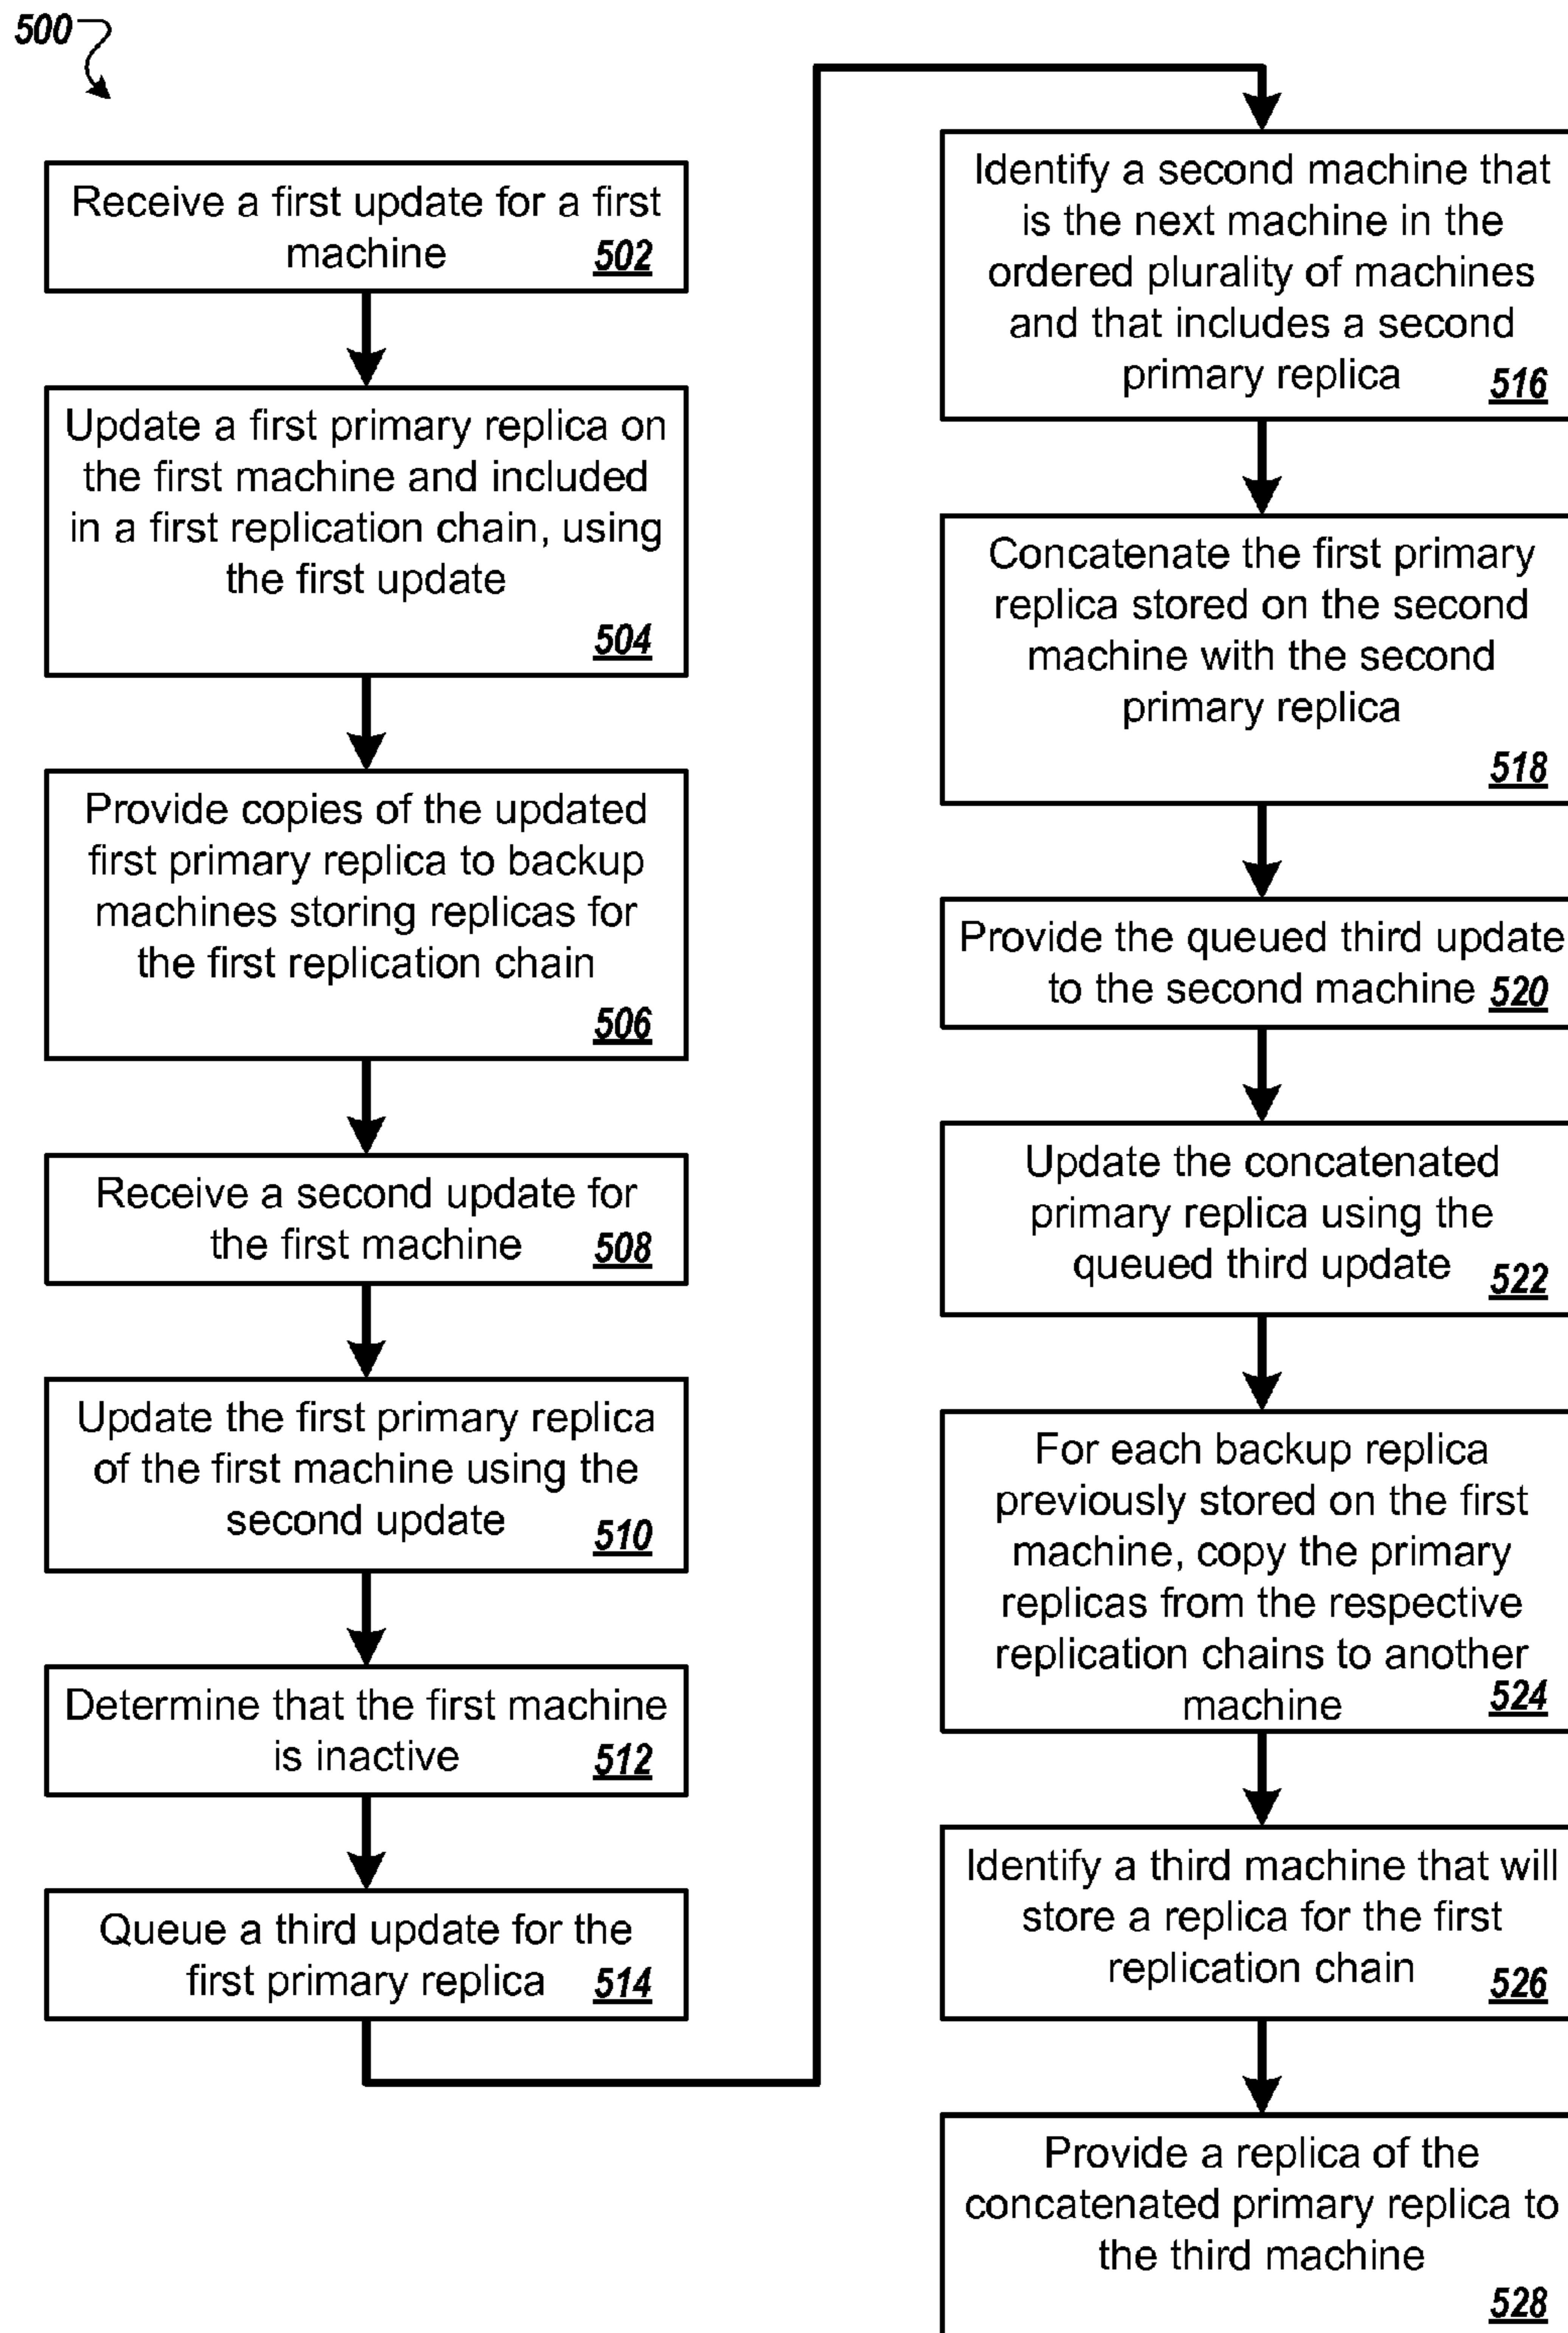 500
Receive a first update for a first
machine 502
Update a first primary replica on
the first machine and included
in a first replication chain, using
the first update
504
Provide copies of the updated
first primary replica to backup
machines storing replicas for
the first replication chain
506
Receive a second update for
the first machine 508
Update the first primary replica
of the first machine using the
second update 510
Determine that the first machine
is inactive 512
Queue a third update for the
first primary replica 514
Identify a second machine that
is the next machine in the
ordered plurality of machines
and that includes a second
primary replica 516
Concatenate the first primary
replica stored on the second
machine with the second
primary replica
518
Provide the queued third update
to the second machine 520
Update the concatenated
primary replica using the
queued third update 522
For each backup replica
previously stored on the first
machine, copy the primary
replicas from the respective
replication chains to another
machine 524
Identify a third machine that will
store a replica for the first
replication chain 526
Provide a replica of the
concatenated primary replica to
the third machine
528